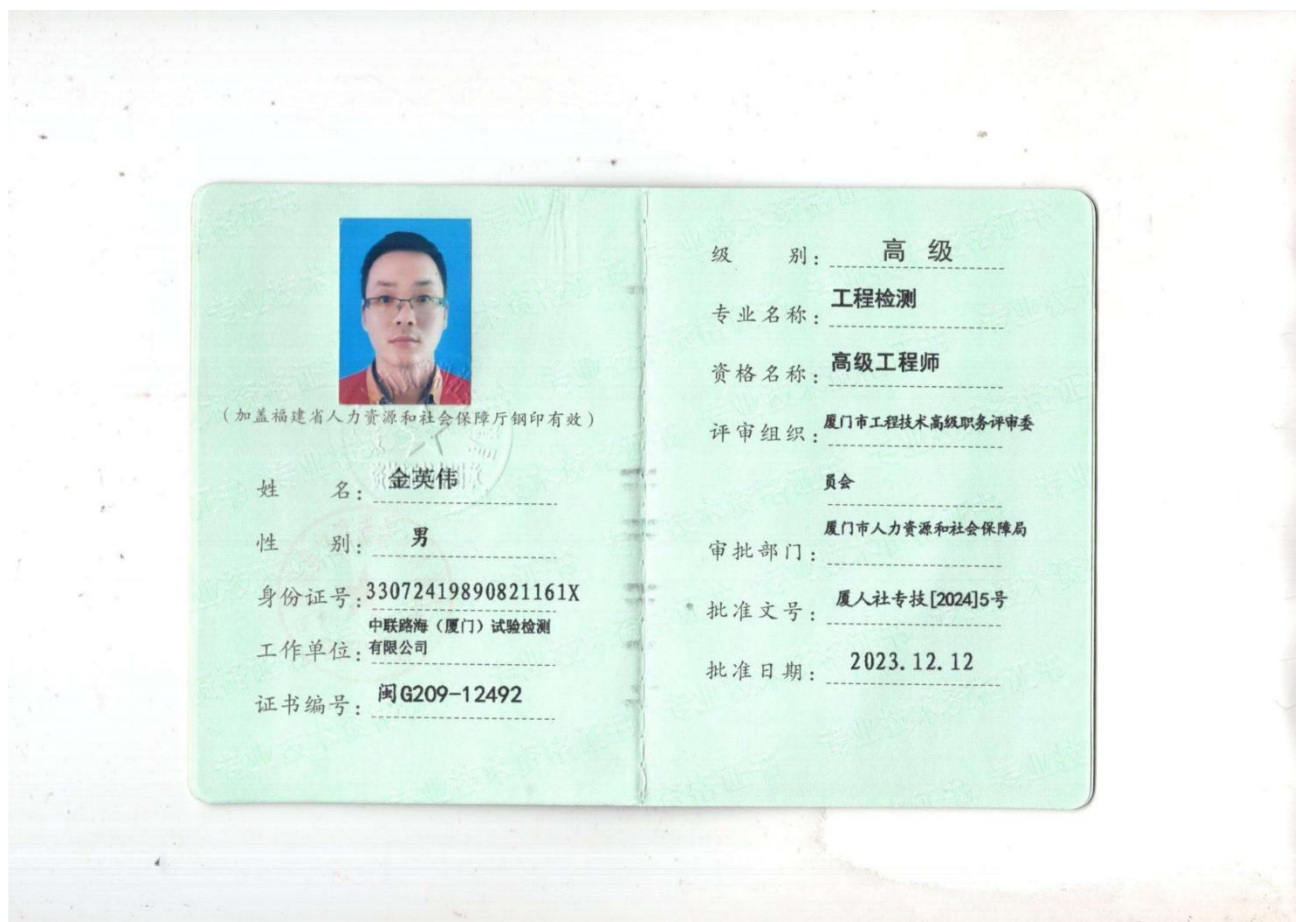 (加盖福建省人力资源和社会保障厅钢印有效)
姓 名: 金英伟
性 别: 男
身份证号: 33072419890821161X
工作单位: 中联路海(厦门)试验检测
有限公司
证书编号: 闽G209-12492
级 别: 高 级
专业名称: 工程检测
资格名称: 高级工程师
评审组织: 厦门市工程技术高级职务评审委
员会
审批部门: 厦门市人力资源和社会保障局
批准文号: 厦人社专技[2024]5号
批准日期: 2023.12.12